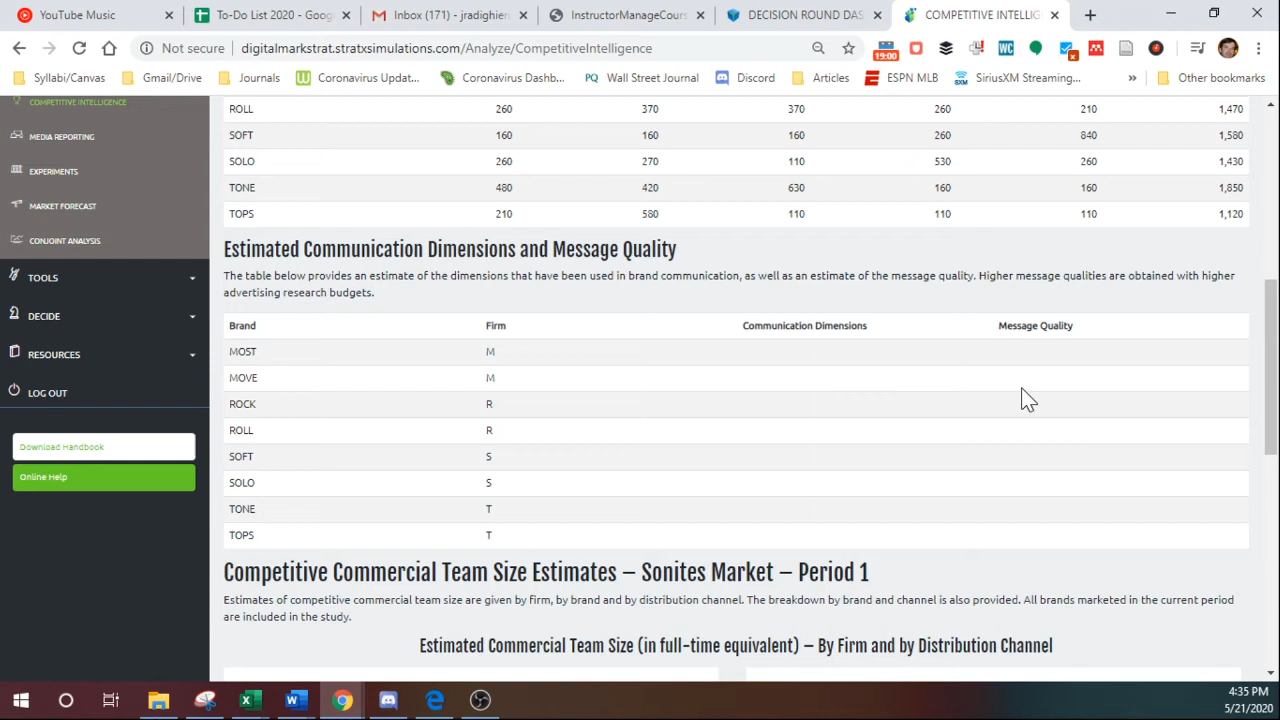 YouTube Music
To-Do List 2020 - Goog
Inbox (171) - jradighier
InstructorManageCours
DECISION ROUND DAS
COMPETITIVE INTELLIG
Not secure
digitalmarkstrat.stratxsimulations.com/Analyze/CompetitiveIntelligence
19:00
WC
Syllabi/Canvas
Gmail/Drive
Journals
Coronavirus Updat...
Coronavirus Dashb...
PQ
Wall Street Journal
Discord
Articles
ESPN MLB
SXM
SiriusXM Streaming...
»
Other bookmarks
COMPETITIVE INTELLIGENCE
MEDIA REPORTING
EXPERIMENTS
MARKET FORECAST
CONJOINT ANALYSIS
TOOLS
DECIDE
RESOURCES
LOG OUT
Download Handbook
Online Help
ROLL 260 370 370 260 210 1,470
SOFT 160 160 160 260 840 1,580
SOLO 260 270 110 530 260 1,430
TONE 480 420 630 160 160 1,850
TOPS 210 580 110 110 110 1,120
Estimated Communication Dimensions and Message Quality
The table below provides an estimate of the dimensions that have been used in brand communication, as well as an estimate of the message quality. Higher message qualities are obtained with higher
advertising research budgets.
Brand Firm Communication Dimensions Message Quality
MOST M
MOVE M
ROCK R
ROLL R
SOFT S
SOLO S
TONE T
TOPS T
Competitive Commercial Team Size Estimates – Sonites Market – Period 1
Estimates of competitive commercial team size are given by firm, by brand and by distribution channel. The breakdown by brand and channel is also provided. All brands marketed in the current period
are included in the study.
Estimated Commercial Team Size (in full-time equivalent) – By Firm and by Distribution Channel
4:35 PM
5/21/2020